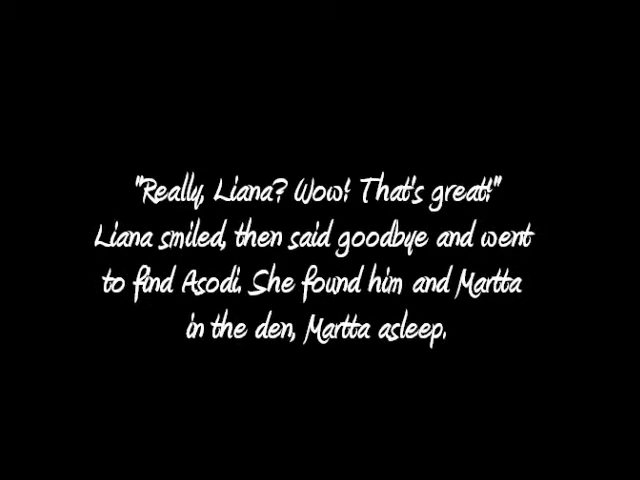 "Really, Liana? Wow! That's great!"
Liana smiled, then said goodbye and went
to find Asodi. She found him and Martta
in the den, Martta asleep.